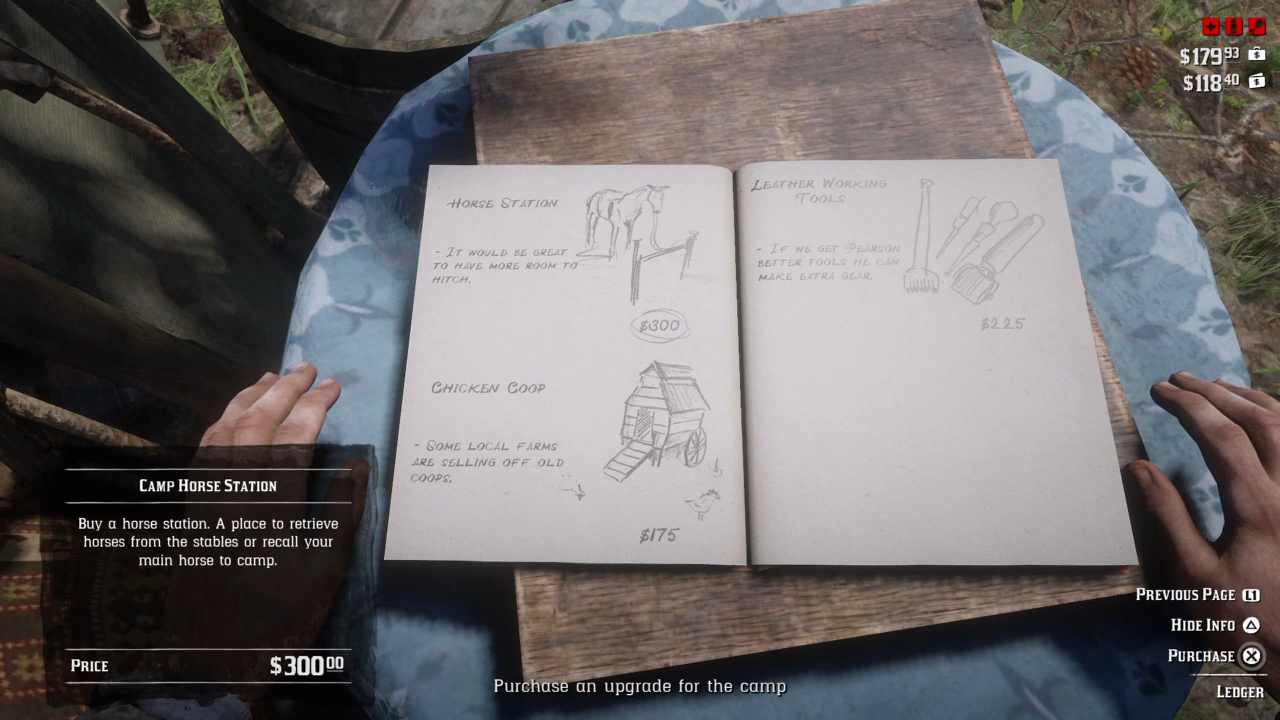 $179 93
$118 40
Horse Station
- It would be great
to have more room to
hitch.
$300
Chicken Coop
- Some local farms
are selling off old
coops.
$175
Leather Working
Tools
- If we get Pearson
better tools he can
make extra gear.
$225
Camp Horse Station
Buy a horse station. A place to retrieve
horses from the stables or recall your
main horse to camp.
Price $300 00
Purchase an upgrade for the camp
Previous Page L1
Hide Info
Purchase
Ledger